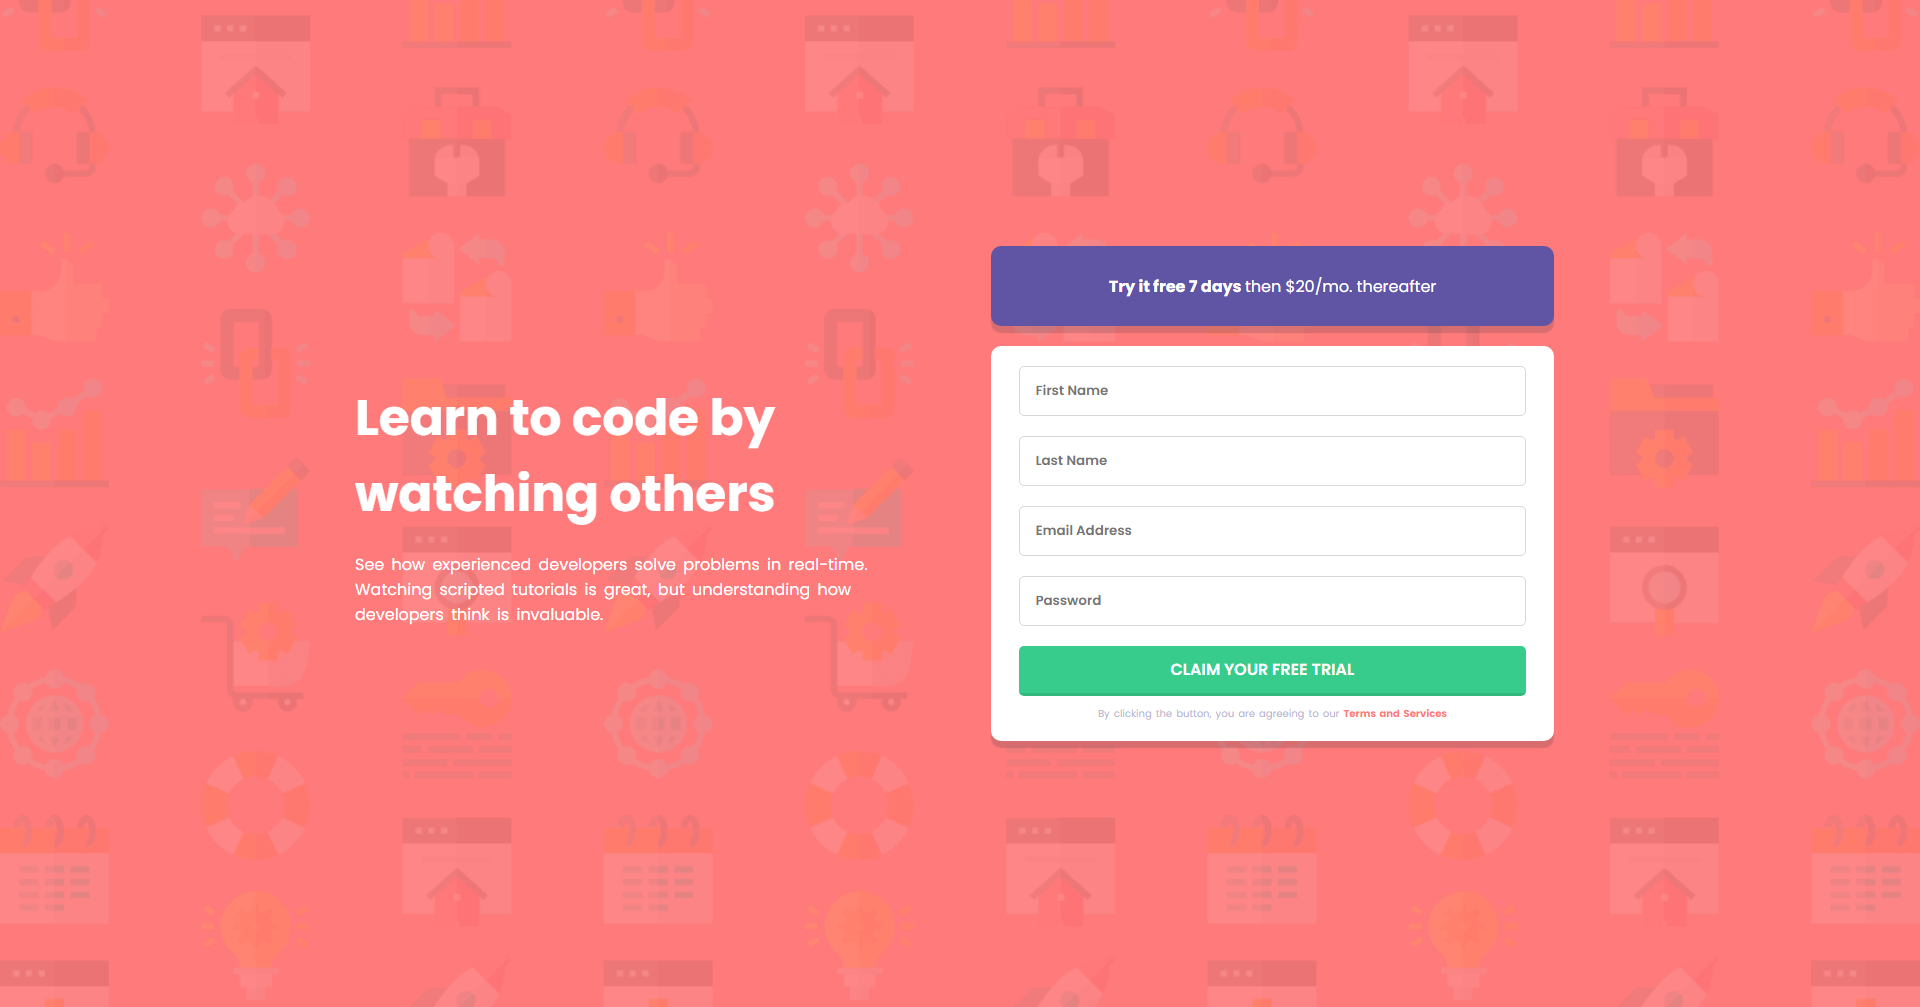 Learn to code by
watching others
See how experienced developers solve problems in real-time.
Watching scripted tutorials is great, but understanding how
developers think is invaluable.
Try it free 7 days then $20/mo. thereafter
First Name
Last Name
Email Address
Password
CLAIM YOUR FREE TRIAL
By clicking the button, you are agreeing to our Terms and Services